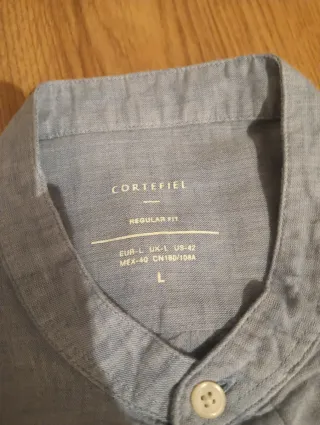 CORTEFIEL
REGULAR FIT
EUR-L UK-L US-42
MEX-40 CN180/108A
L